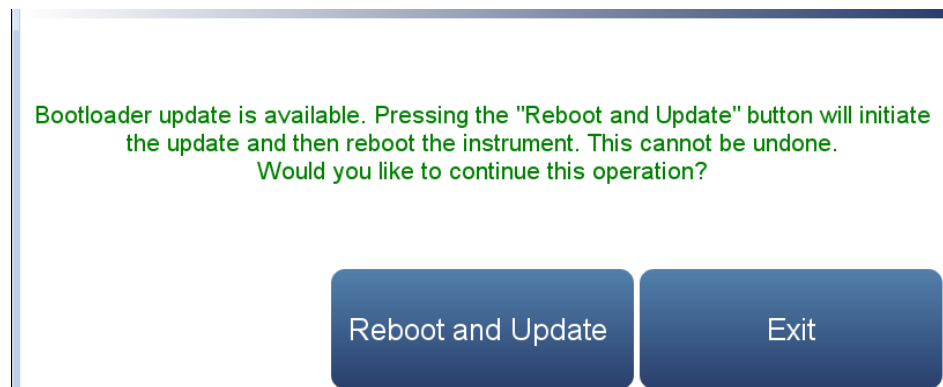 Bootloader update is available. Pressing the "Reboot and Update" button will initiate
the update and then reboot the instrument. This cannot be undone.
Would you like to continue this operation?
Reboot and Update
Exit